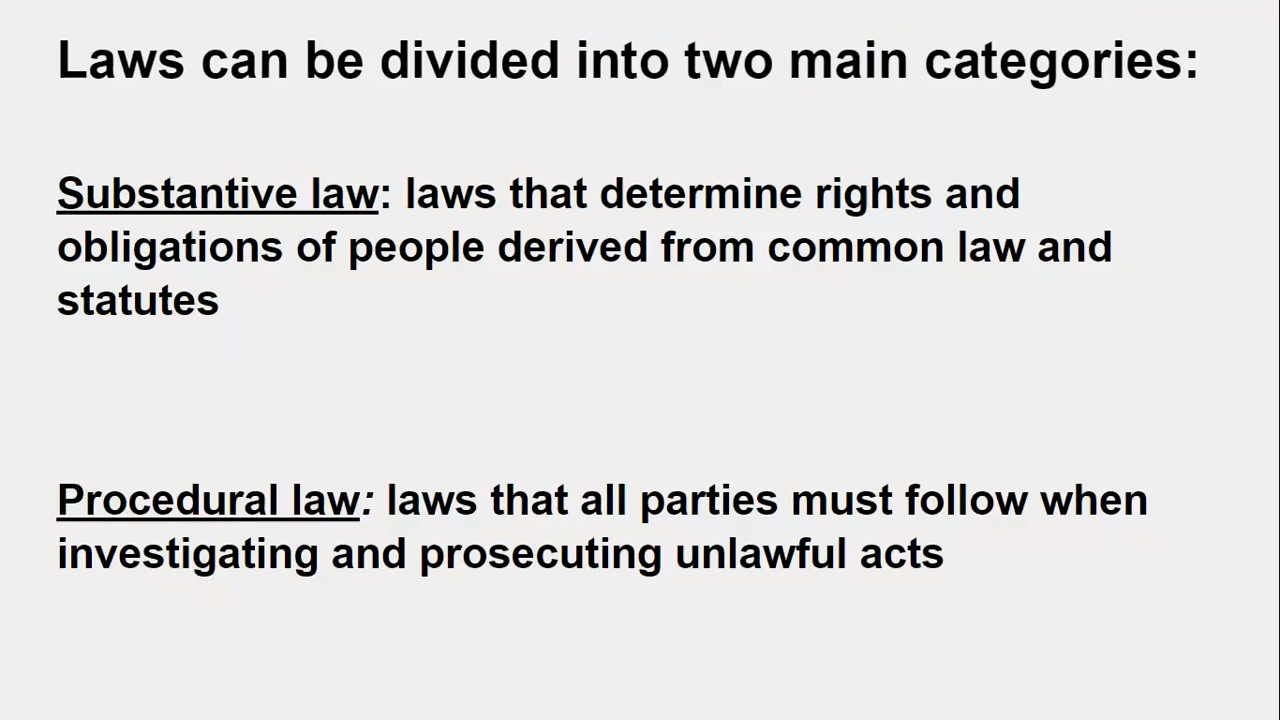 Laws can be divided into two main categories:
Substantive law: laws that determine rights and
obligations of people derived from common law and
statutes
Procedural law: laws that all parties must follow when
investigating and prosecuting unlawful acts